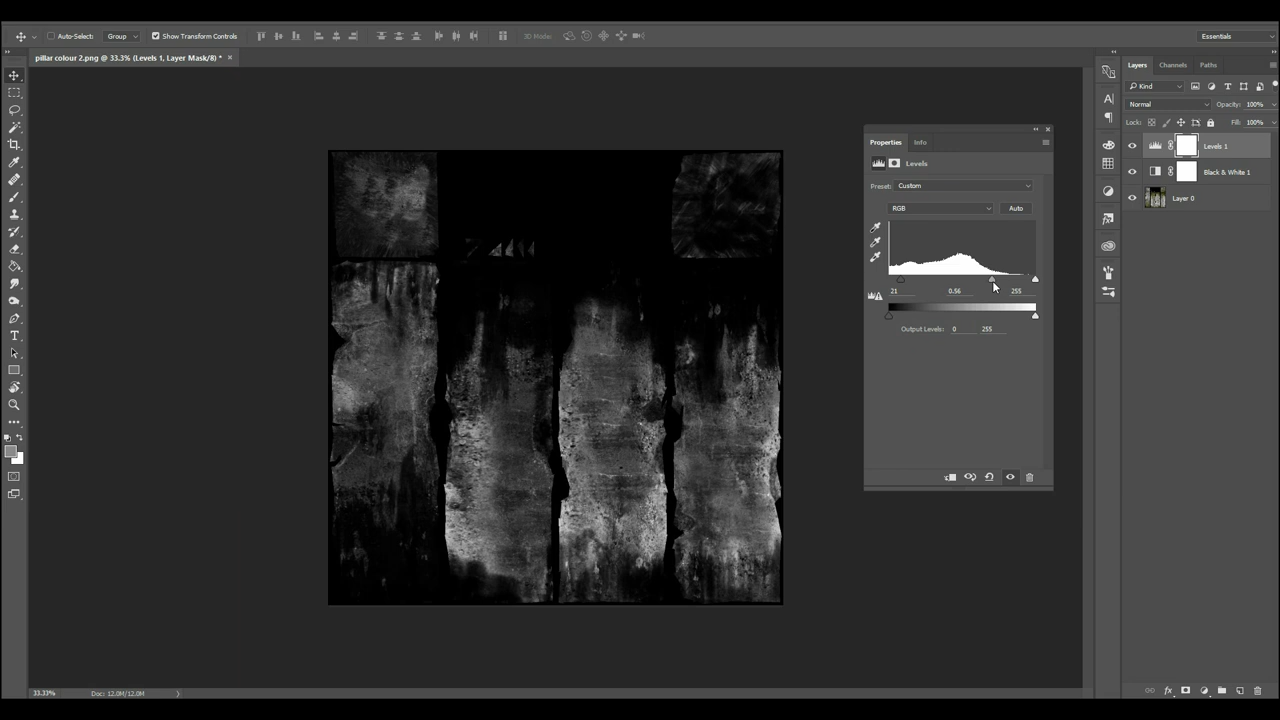 Auto-Select: Group Show Transform Controls 3D Mode: Essentials
pillar colour 2.png @ 33.3% (Levels 1, Layer Mask/8) * ×
Layers Channels Paths
Kind
Normal Opacity: 100%
Lock: Fill: 100%
Levels 1
Black & White 1
Layer 0
Properties Info
Levels
Preset: Custom
RGB Auto
21 0.56 255
Output Levels: 0 255
33.33% Doc: 12.0M/12.0M